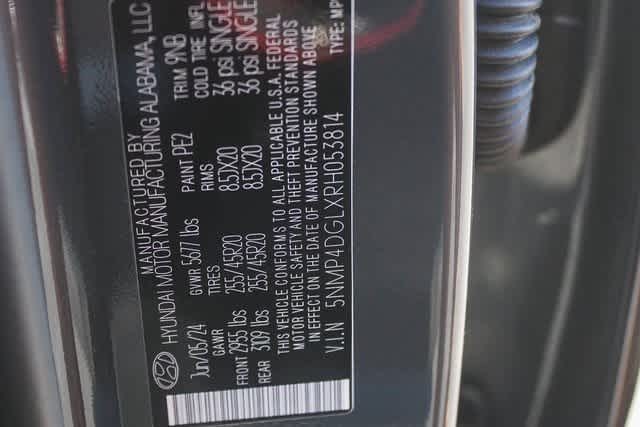 MANUFACTURED BY
HYUNDAI MOTOR MANUFACTURING ALABAMA, LLC
Jun/05/24 GVWR 5677 lbs PAINT PE2 TRIM 9NB
GAWR TIRES RIMS COLD TIRE INFL
FRONT 2955 lbs 255/45R20 8.5JX20 36 psi SINGLE
REAR 3109 lbs 255/45R20 8.5JX20 36 psi SINGLE
THIS VEHICLE CONFORMS TO ALL APPLICABLE U.S.A. FEDERAL
MOTOR VEHICLE SAFETY AND THEFT PREVENTION STANDARDS
IN EFFECT ON THE DATE OF MANUFACTURE SHOWN ABOVE
V.I.N 5NMP4DGLXRH053814 TYPE: MP